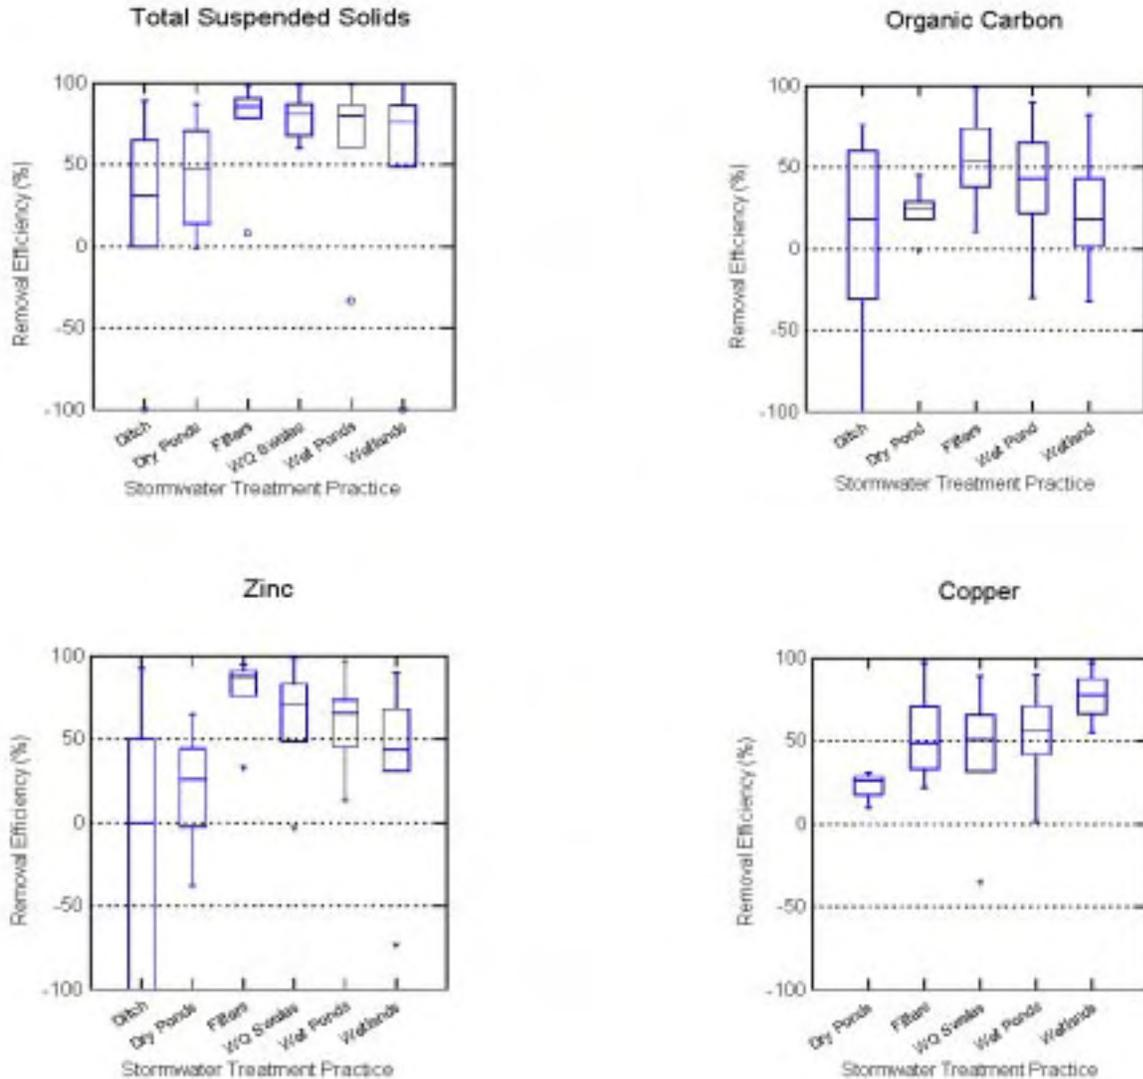 Total Suspended Solids
100
50
0
-50
-100
Removal Efficiency (%)
Ditch
Dry Ponds
Filters
WQ Swales
Wet Ponds
Wetlands
Stormwater Treatment Practice
Organic Carbon
100
50
0
-50
-100
Removal Efficiency (%)
Ditch
Dry Pond
Filters
Wet Pond
Wetland
Stormwater Treatment Practice
Zinc
100
50
0
-50
-100
Removal Efficiency (%)
Ditch
Dry Ponds
Filters
WQ Swales
Wet Ponds
Wetlands
Stormwater Treatment Practice
Copper
100
50
0
-50
-100
Removal Efficiency (%)
Dry Ponds
Filters
WQ Swales
Wet Ponds
Wetlands
Stormwater Treatment Practice